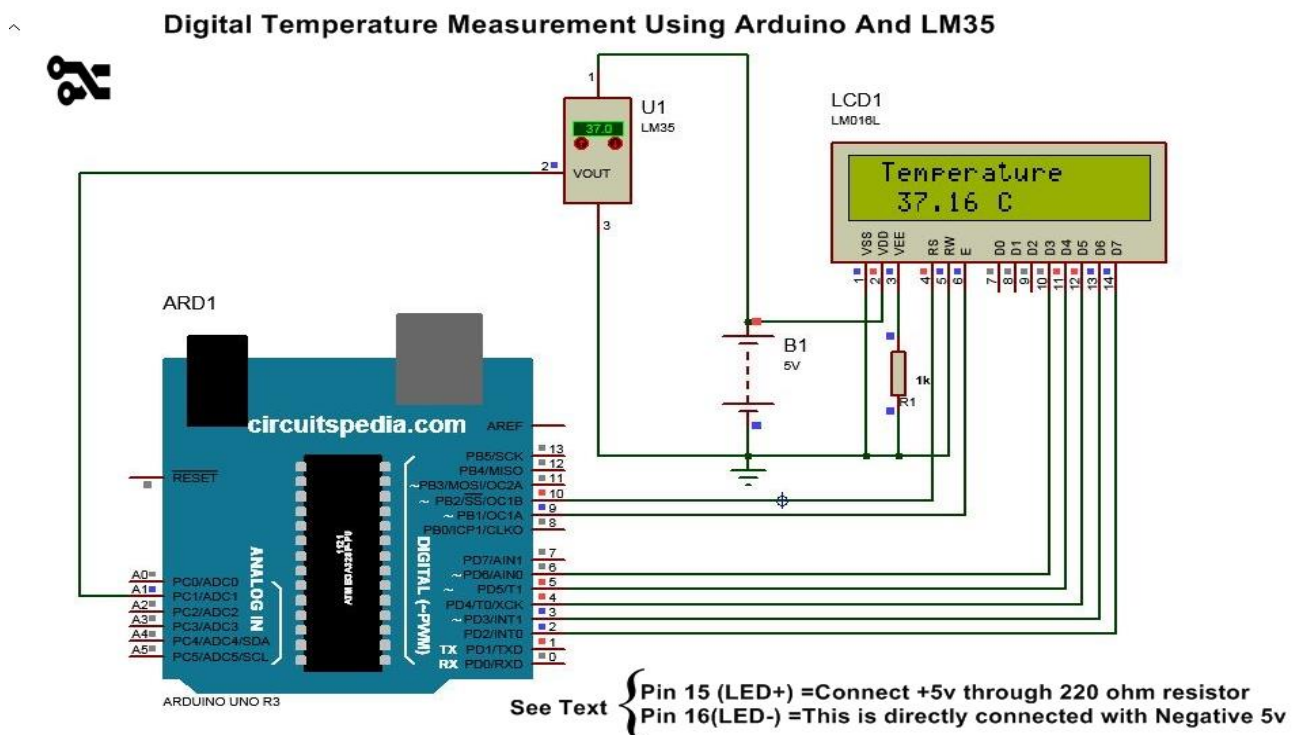 Digital Temperature Measurement Using Arduino And LM35
1
U1
LM35
37.0
2
VOUT
3
LCD1
LM016L
Temperature
37.16 C
VSS
VDD
VEE
RS
RW
E
D0
D1
D2
D3
D4
D5
D6
D7
1
2
3
4
5
6
7
8
9
10
11
12
13
14
B1
5V
1k
R1
ARD1
circuitspedia.com
AREF
PB5/SCK 13
PB4/MISO 12
~PB3/MOSI/OC2A 11
~PB2/SS/OC1B 10
~PB1/OC1A 9
PB0/ICP1/CLKO 8
PD7/AIN1 7
~PD6/AIN0 6
~PD5/T1 5
PD4/T0/XCK 4
~PD3/INT1 3
PD2/INT0 2
TX PD1/TXD 1
RX PD0/RXD 0
RESET
1121
ATMEGA328P-PU
ANALOG IN
DIGITAL (~PWM)
A0 PC0/ADC0
A1 PC1/ADC1
A2 PC2/ADC2
A3 PC3/ADC3
A4 PC4/ADC4/SDA
A5 PC5/ADC5/SCL
ARDUINO UNO R3
See Text
Pin 15 (LED+) =Connect +5v through 220 ohm resistor
Pin 16(LED-) =This is directly connected with Negative 5v